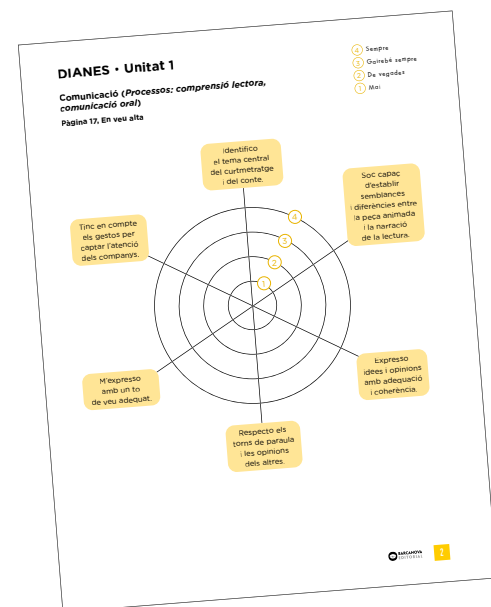 DIANES • Unitat 1
Comunicació (Processos: comprensió lectora,
comunicació oral)
Pàgina 17, En veu alta
4 Sempre
3 Gairebé sempre
2 De vegades
1 Mai
Identifico
el tema central
del curtmetratge
i del conte.
Soc capaç
d'establir
semblances
i diferències entre
la peça animada
i la narració
de la lectura.
Tinc en compte
els gestos per
captar l'atenció
dels companys.
4
3
2
1
Expresso
idees i opinions
amb adequació
i coherència.
M'expresso
amb un to
de veu adequat.
Respecto els
torns de paraula
i les opinions
dels altres.
BARCANOVA
EDITORIAL
2